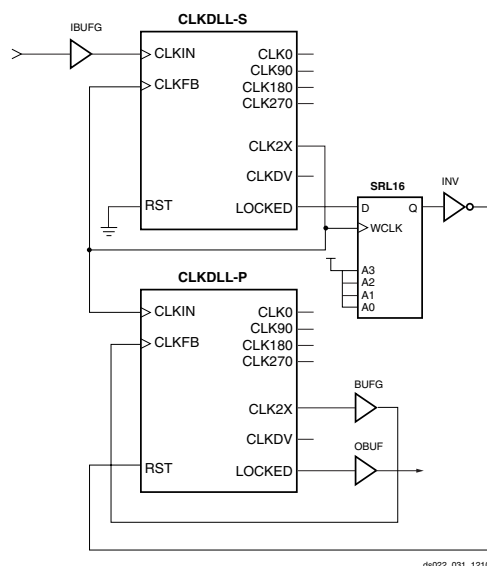 CLKDLL-S
IBUFG
CLKIN
CLKFB
RST
CLK0
CLK90
CLK180
CLK270
CLK2X
CLKDV
LOCKED
SRL16
D
Q
WCLK
A3
A2
A1
A0
INV
CLKDLL-P
CLKIN
CLKFB
RST
CLK0
CLK90
CLK180
CLK270
CLK2X
CLKDV
LOCKED
BUFG
OBUF